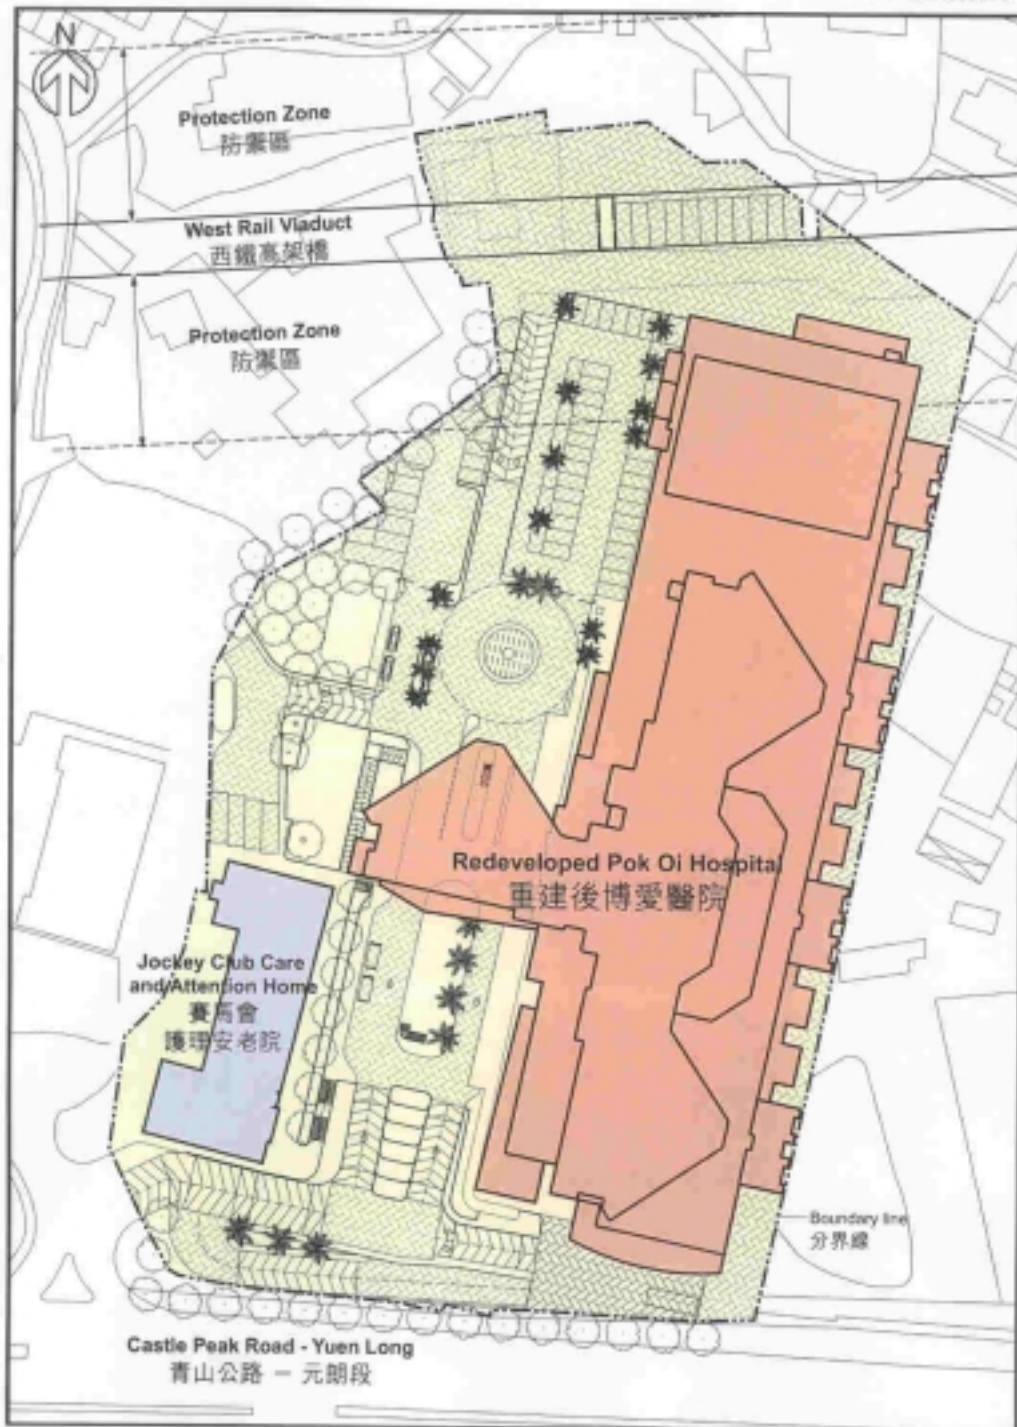 N
Protection Zone
防禦區
West Rail Viaduct
西鐵高架橋
Protection Zone
防禦區
Redeveloped Pok Oi Hospital
重建後博愛醫院
Jockey Club Care
and Attention Home
賽馬會
護理安老院
Boundary line
分界線
Castle Peak Road - Yuen Long
青山公路 － 元朗段